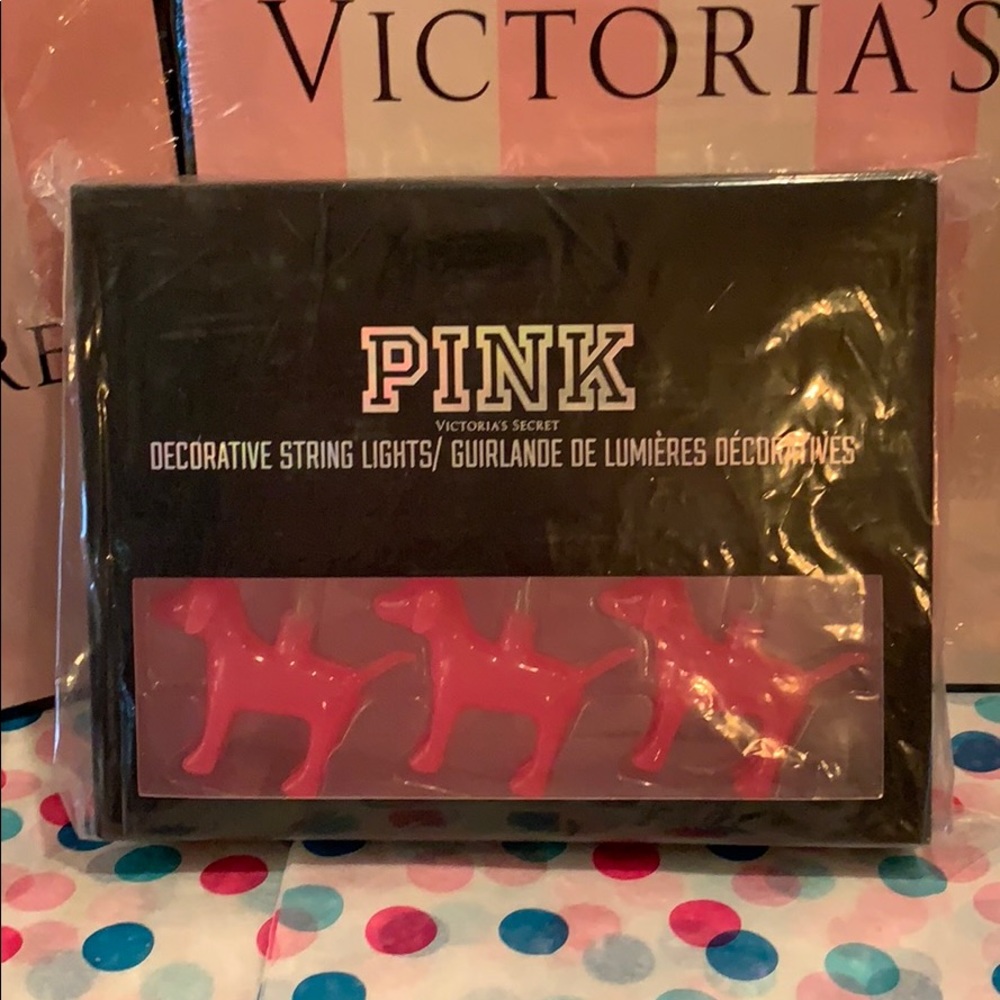 VICTORIA'S
RE
PINK
VICTORIA'S SECRET
DECORATIVE STRING LIGHTS/ GUIRLANDE DE LUMIÈRES DÉCORATIVES